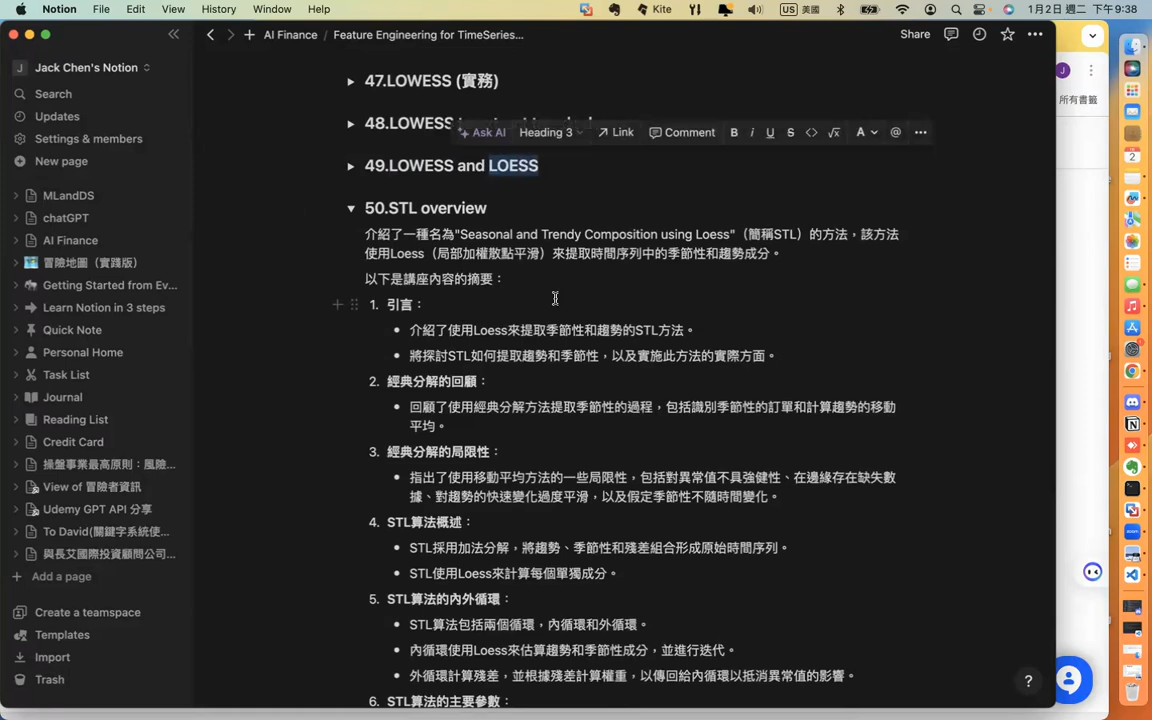 Notion File Edit View History Window Help Kite US 美國 1月2日 週二 下午9:38
AI Finance / Feature Engineering for TimeSeries... Share
J Jack Chen's Notion
Search
Updates
Settings & members
New page
MLandDS
chatGPT
AI Finance
冒險地圖（實踐版）
Getting Started from Ev...
Learn Notion in 3 steps
Quick Note
Personal Home
Task List
Journal
Reading List
Credit Card
操盤事業最高原則：風險...
View of 冒險者資訊
Udemy GPT API 分享
To David(關鍵字系統使...
與長艾國際投資顧問公司...
Add a page
Create a teamspace
Templates
Import
Trash
47.LOWESS (實務)
48.LOWESS
Ask AI Heading 3 Link Comment B i U S √x A @
49.LOWESS and LOESS
50.STL overview
介紹了一種名為"Seasonal and Trendy Composition using Loess"（簡稱STL）的方法，該方法
使用Loess（局部加權散點平滑）來提取時間序列中的季節性和趨勢成分。
以下是講座內容的摘要：
1. 引言：
• 介紹了使用Loess來提取季節性和趨勢的STL方法。
• 將探討STL如何提取趨勢和季節性，以及實施此方法的實際方面。
2. 經典分解的回顧：
• 回顧了使用經典分解方法提取季節性的過程，包括識別季節性的訂單和計算趨勢的移動
平均。
3. 經典分解的局限性：
• 指出了使用移動平均方法的一些局限性，包括對異常值不具強健性、在邊緣存在缺失數
據、對趨勢的快速變化過度平滑，以及假定季節性不隨時間變化。
4. STL算法概述：
• STL採用加法分解，將趨勢、季節性和殘差組合形成原始時間序列。
• STL使用Loess來計算每個單獨成分。
5. STL算法的內外循環：
• STL算法包括兩個循環，內循環和外循環。
• 內循環使用Loess來估算趨勢和季節性成分，並進行迭代。
• 外循環計算殘差，並根據殘差計算權重，以傳回給內循環以抵消異常值的影響。
6. STL算法的主要參數：
?
J
所有書籤
2